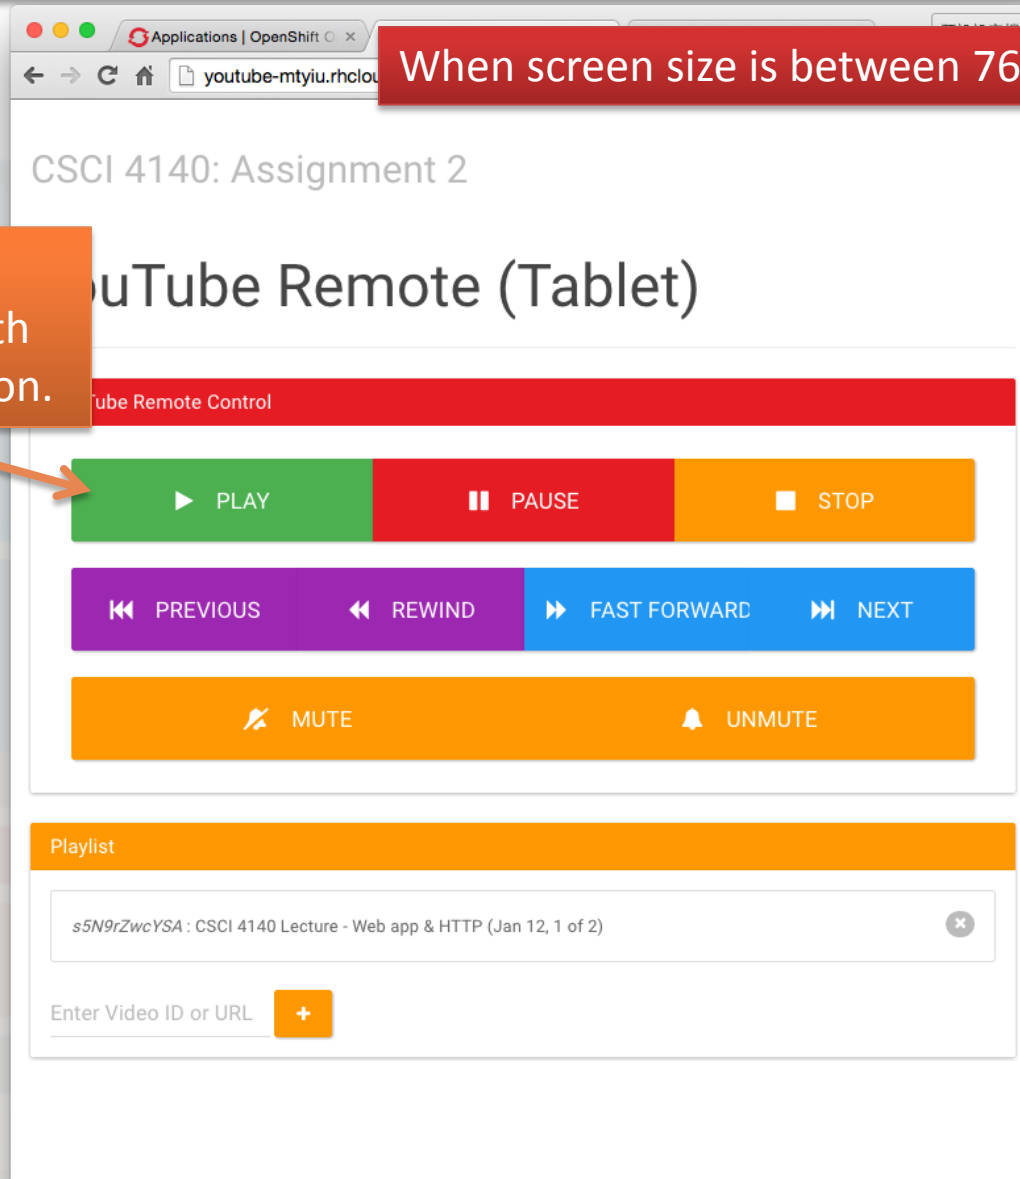 Applications | OpenShift O
youtube-mtyiu.rhclou
When screen size is between 76
CSCI 4140: Assignment 2
ouTube Remote (Tablet)
th
on.
Tube Remote Control
PLAY
PAUSE
STOP
PREVIOUS
REWIND
FAST FORWARD
NEXT
MUTE
UNMUTE
Playlist
s5N9rZwcYSA : CSCI 4140 Lecture - Web app & HTTP (Jan 12, 1 of 2)
Enter Video ID or URL